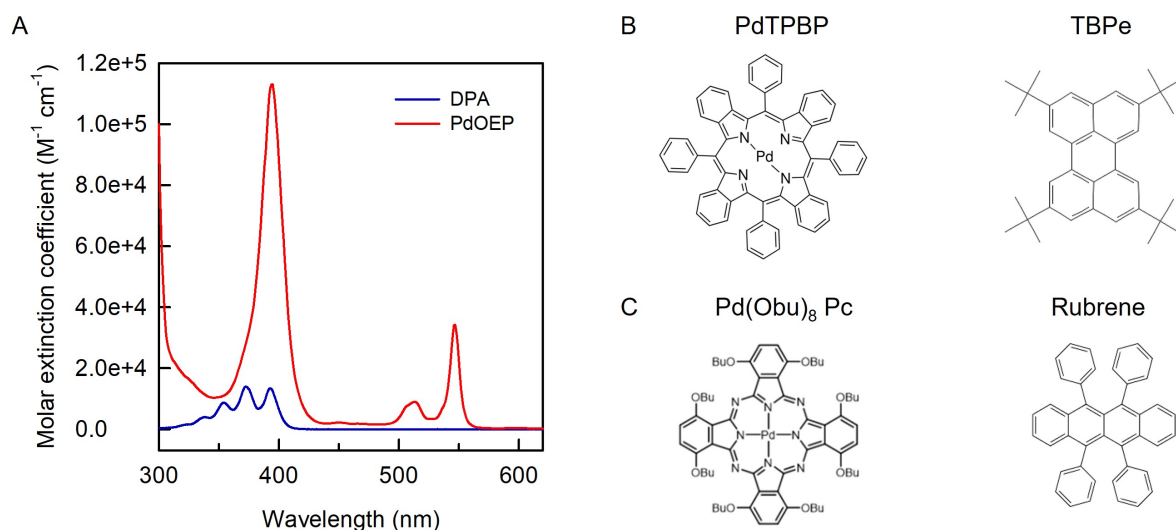 A
Molar extinction coefficient (M⁻¹ cm⁻¹)
1.2e+5
1.0e+5
8.0e+4
6.0e+4
4.0e+4
2.0e+4
0.0
300
400
500
600
Wavelength (nm)
DPA
PdOEP
B
PdTPBP
TBPe
N
N
Pd
N
N
C
Pd(Obu)₈ Pc
Rubrene
BuO
OBu
OBu
OBu
N
N
N
N
Pd
N
N
N
N
OBu
OBu
BuO
OBu